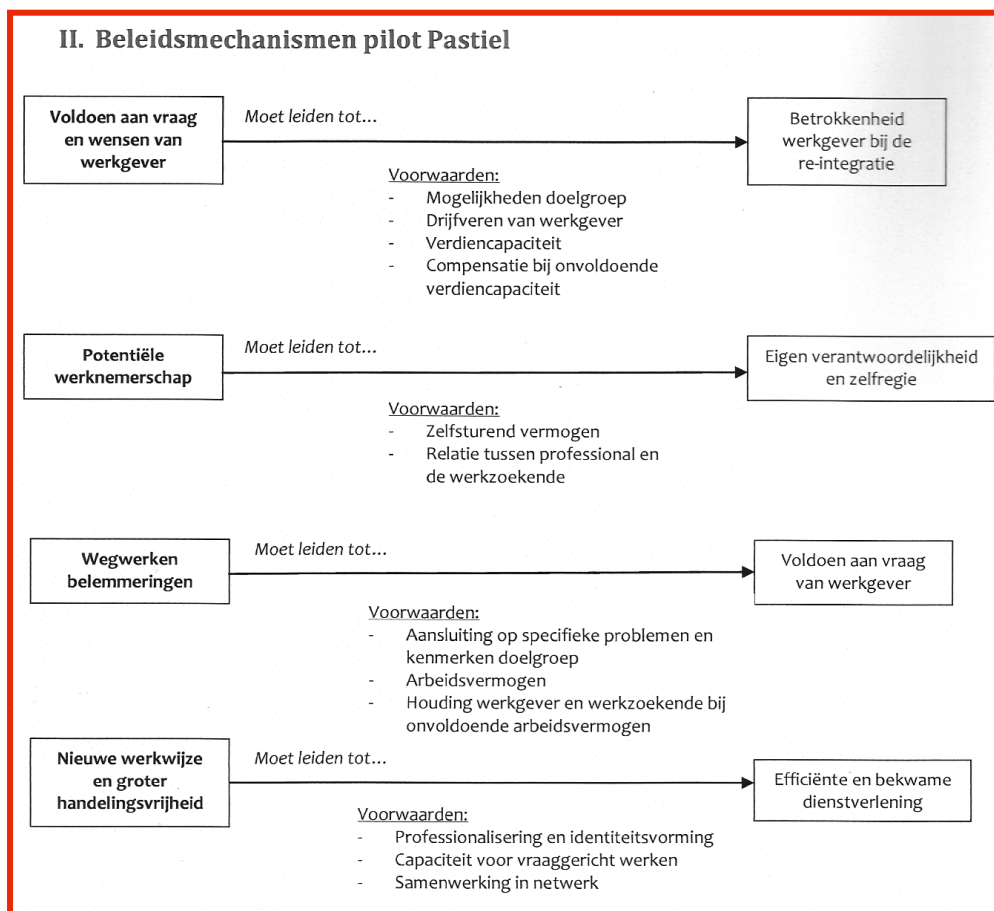 II. Beleidsmechanismen pilot Pastiel
Voldoen aan vraag
en wensen van
werkgever
Moet leiden tot...
Betrokkenheid
werkgever bij de
re-integratie
Voorwaarden:
- Mogelijkheden doelgroep
- Drijfveren van werkgever
- Verdiencapaciteit
- Compensatie bij onvoldoende
verdiencapaciteit
Potentiële
werknemerschap
Moet leiden tot...
Eigen verantwoordelijkheid
en zelfregie
Voorwaarden:
- Zelfsturend vermogen
- Relatie tussen professional en
de werkzoekende
Wegwerken
belemmeringen
Moet leiden tot...
Voldoen aan vraag
van werkgever
Voorwaarden:
- Aansluiting op specifieke problemen en
kenmerken doelgroep
- Arbeidsvermogen
- Houding werkgever en werkzoekende bij
onvoldoende arbeidsvermogen
Nieuwe werkwijze
en groter
handelingsvrijheid
Moet leiden tot...
Efficiënte en bekwame
dienstverlening
Voorwaarden:
- Professionalisering en identiteitsvorming
- Capaciteit voor vraaggericht werken
- Samenwerking in netwerk